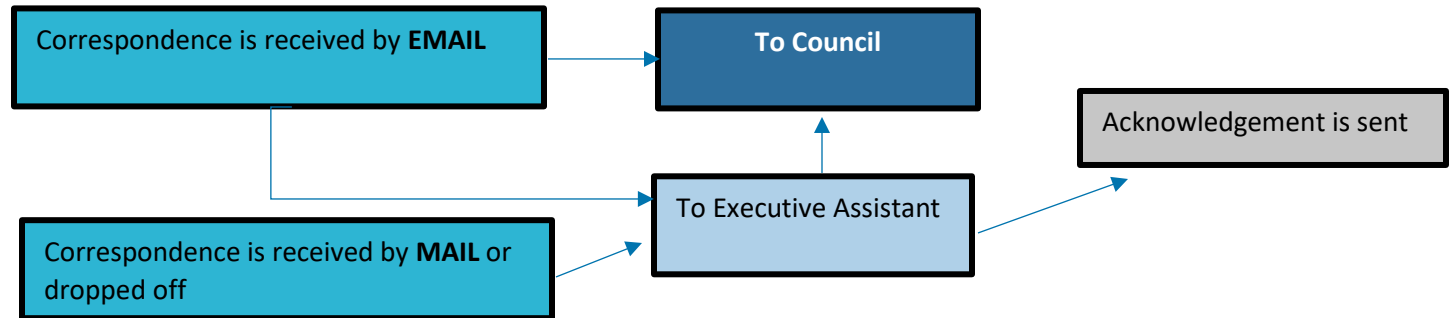 Correspondence is received by EMAIL
To Council
Acknowledgement is sent
To Executive Assistant
Correspondence is received by MAIL or
dropped off